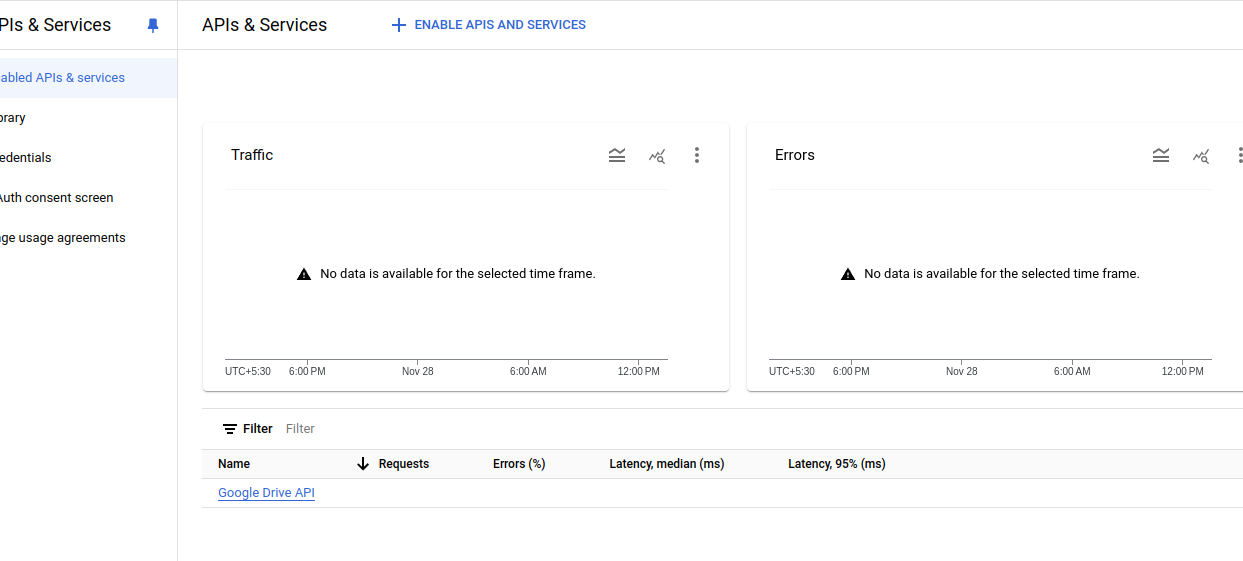 PIs & Services
APIs & Services
ENABLE APIS AND SERVICES
abled APIs & services
brary
edentials
Auth consent screen
ge usage agreements
Traffic
No data is available for the selected time frame.
UTC+5:30 6:00 PM Nov 28 6:00 AM 12:00 PM
Errors
No data is available for the selected time frame.
UTC+5:30 6:00 PM Nov 28 6:00 AM 12:00 PM
Filter Filter
Name Requests Errors (%) Latency, median (ms) Latency, 95% (ms)
Google Drive API